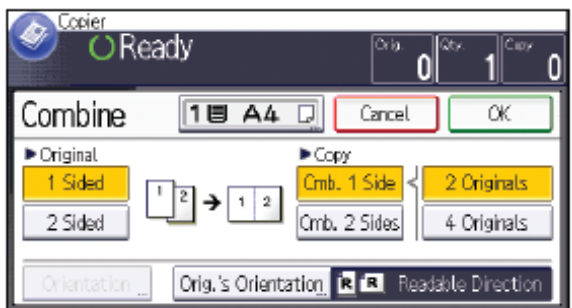 Copier
Ready
Orig. Qty. Copy
0 1 0
Combine 1 A4 Cancel OK
Original Copy
1 Sided 1 2 1 2 Cmb. 1 Side 2 Originals
2 Sided Cmb. 2 Sides 4 Originals
Orientation Orig.'s Orientation R R Readable Direction